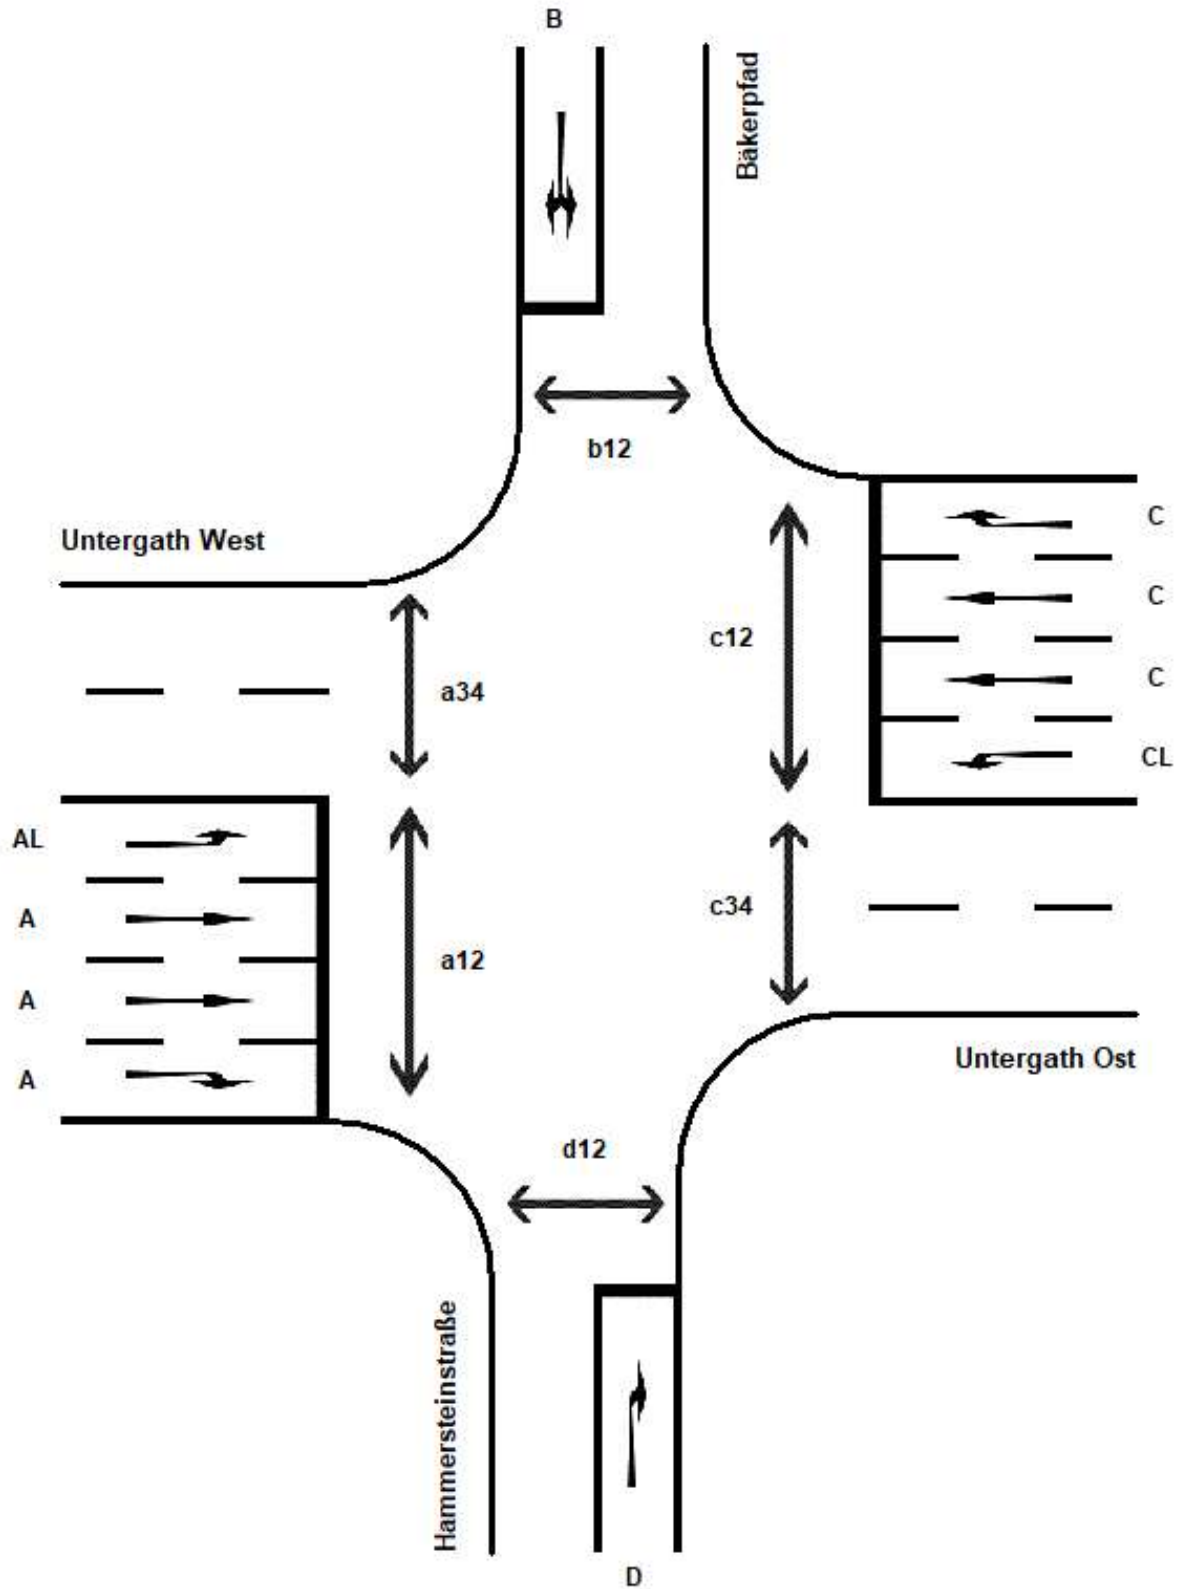 B
Bäkerpfad
b12
Untergath West
C
C
c12
a34
C
CL
AL
A
c34
a12
A
Untergath Ost
A
d12
Hammersteinstraße
D